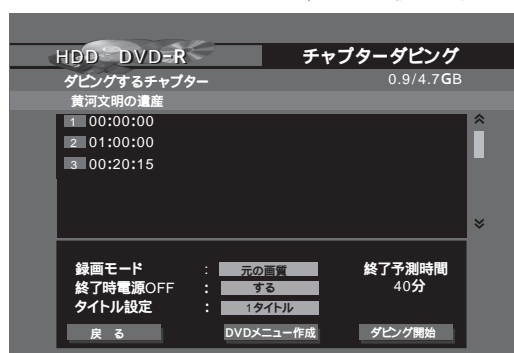 HDD DVD-R チャプターダビング
ダビングするチャプター 0.9/4.7GB
黄河文明の遺産
1 00:00:00
2 01:00:00
3 00:20:15
録画モード : 元の画質 終了予測時間
終了時電源OFF : する 40分
タイトル設定 : 1タイトル
戻 る DVDメニュー作成 ダビング開始